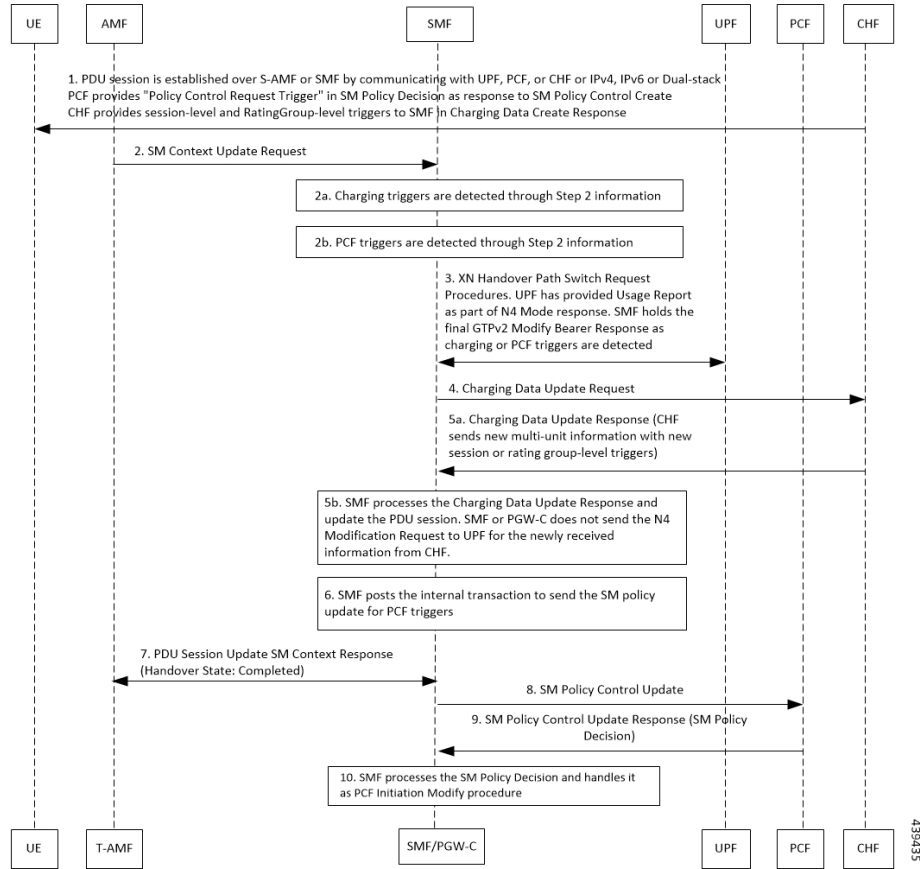 UE AMF SMF UPF PCF CHF
1. PDU session is established over S-AMF or SMF by communicating with UPF, PCF, or CHF or IPv4, IPv6 or Dual-stack
PCF provides "Policy Control Request Trigger" in SM Policy Decision as response to SM Policy Control Create
CHF provides session-level and RatingGroup-level triggers to SMF in Charging Data Create Response
2. SM Context Update Request
2a. Charging triggers are detected through Step 2 information
2b. PCF triggers are detected through Step 2 information
3. XN Handover Path Switch Request
Procedures. UPF has provided Usage Report
as part of N4 Mode response. SMF holds the
final GTPv2 Modify Bearer Response as
charging or PCF triggers are detected
4. Charging Data Update Request
5a. Charging Data Update Response (CHF
sends new multi-unit information with new
session or rating group-level triggers)
5b. SMF processes the Charging Data Update Response and
update the PDU session. SMF or PGW-C does not send the N4
Modification Request to UPF for the newly received
information from CHF.
6. SMF posts the internal transaction to send the SM policy
update for PCF triggers
7. PDU Session Update SM Context Response
(Handover State: Completed)
8. SM Policy Control Update
9. SM Policy Control Update Response (SM Policy
Decision)
10. SMF processes the SM Policy Decision and handles it
as PCF Initiation Modify procedure
UE T-AMF SMF/PGW-C UPF PCF CHF
439435